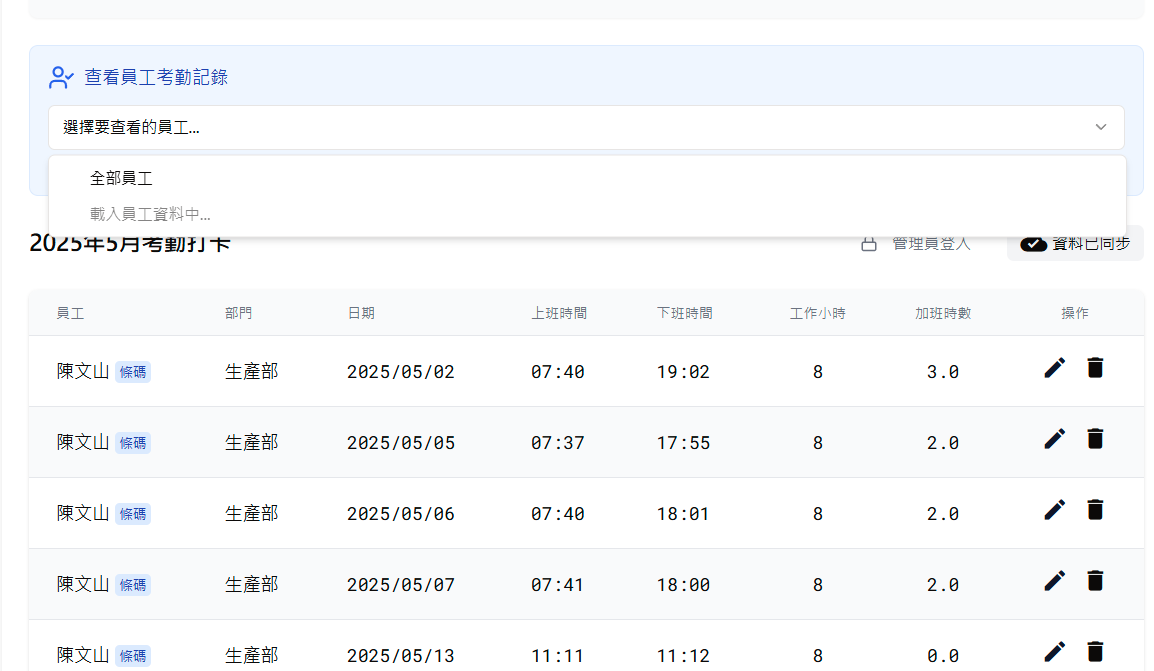 查看員工考勤記錄
選擇要查看的員工...
全部員工
載入員工資料中...
2025年5月考勤打卡 管理員登入 資料已同步
員工 部門 日期 上班時間 下班時間 工作小時 加班時數 操作
陳文山 條碼 生產部 2025/05/02 07:40 19:02 8 3.0
陳文山 條碼 生產部 2025/05/05 07:37 17:55 8 2.0
陳文山 條碼 生產部 2025/05/06 07:40 18:01 8 2.0
陳文山 條碼 生產部 2025/05/07 07:41 18:00 8 2.0
陳文山 條碼 生產部 2025/05/13 11:11 11:12 8 0.0